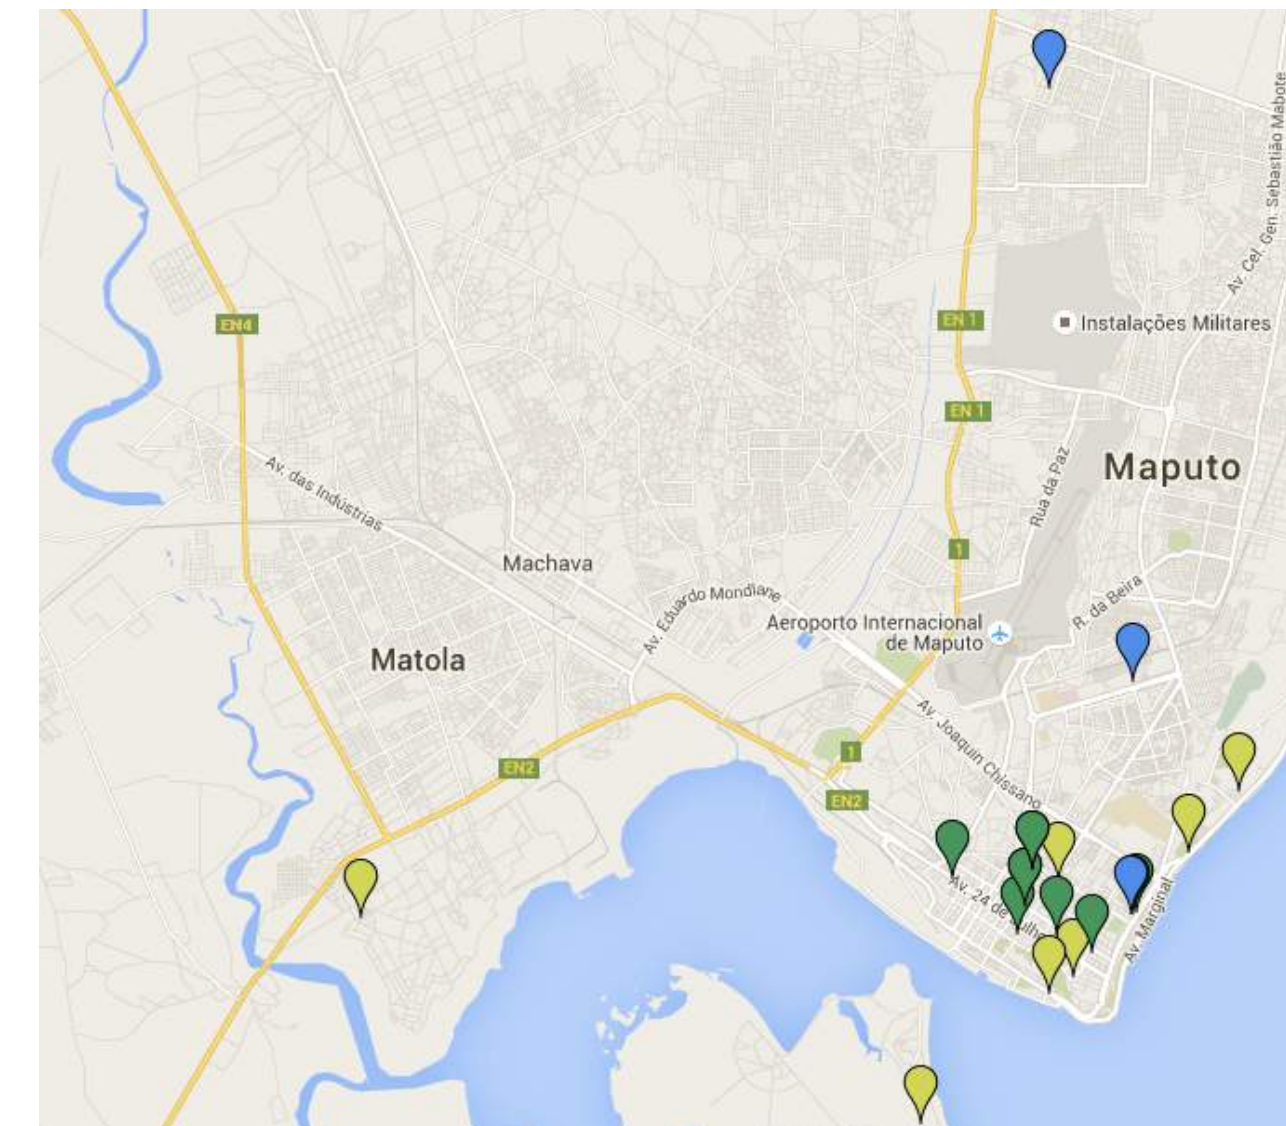 Av. Cel. Gen. Sebastião Mabote
EN4
EN 1
Instalações Militares
EN 1
Maputo
Av. das Indústrias
Rua da Paz
1
Machava
Av. Eduardo Mondlane
R. da Beira
Aeroporto Internacional
de Maputo
Matola
Av. Joaquin Chissano
1
EN2
EN2
Av. 24 de Julho
Av. Marginal